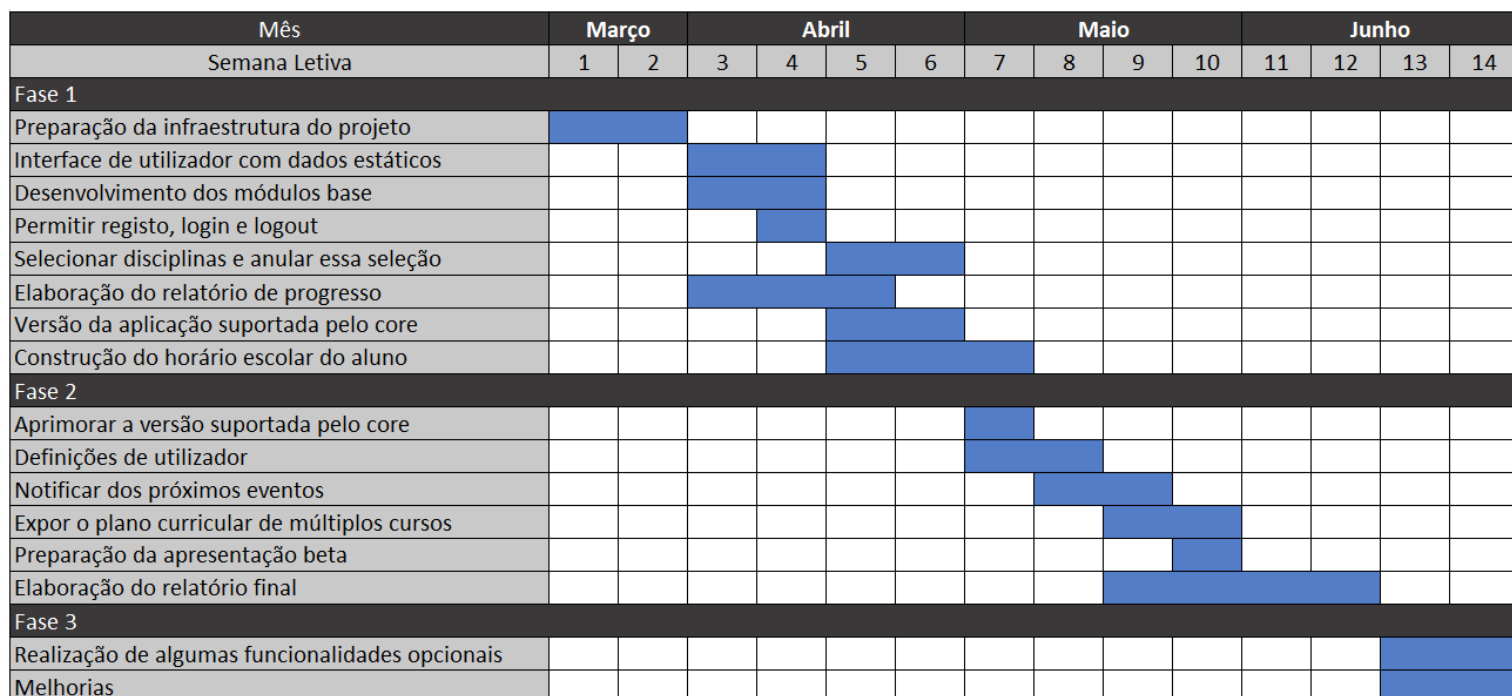 Mês Março Abril Maio Junho
Semana Letiva 1 2 3 4 5 6 7 8 9 10 11 12 13 14
Fase 1
Preparação da infraestrutura do projeto
Interface de utilizador com dados estáticos
Desenvolvimento dos módulos base
Permitir registo, login e logout
Selecionar disciplinas e anular essa seleção
Elaboração do relatório de progresso
Versão da aplicação suportada pelo core
Construção do horário escolar do aluno
Fase 2
Aprimorar a versão suportada pelo core
Definições de utilizador
Notificar dos próximos eventos
Expor o plano curricular de múltiplos cursos
Preparação da apresentação beta
Elaboração do relatório final
Fase 3
Realização de algumas funcionalidades opcionais
Melhorias